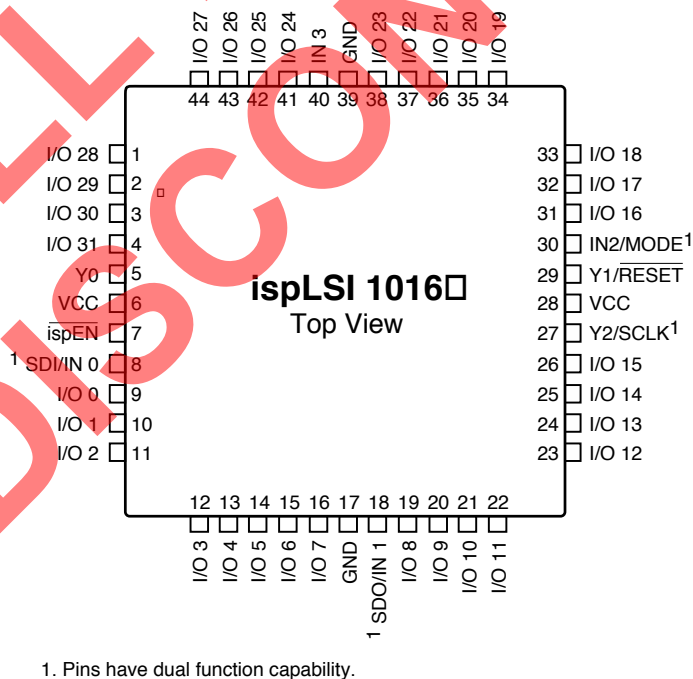 I/O 27
I/O 26
I/O 25
I/O 24
IN 3
GND
I/O 23
I/O 22
I/O 21
I/O 20
I/O 19
44 43 42 41 40 39 38 37 36 35 34
I/O 28 1
I/O 29 2
I/O 30 3
I/O 31 4
Y0 5
VCC 6
ispEN 7
1 SDI/IN 0 8
I/O 0 9
I/O 1 10
I/O 2 11
ispLSI 1016
Top View
33 I/O 18
32 I/O 17
31 I/O 16
30 IN2/MODE1
29 Y1/RESET
28 VCC
27 Y2/SCLK1
26 I/O 15
25 I/O 14
24 I/O 13
23 I/O 12
12 13 14 15 16 17 18 19 20 21 22
I/O 3
I/O 4
I/O 5
I/O 6
I/O 7
GND
1 SDO/IN 1
I/O 8
I/O 9
I/O 10
I/O 11
1. Pins have dual function capability.
DISCON